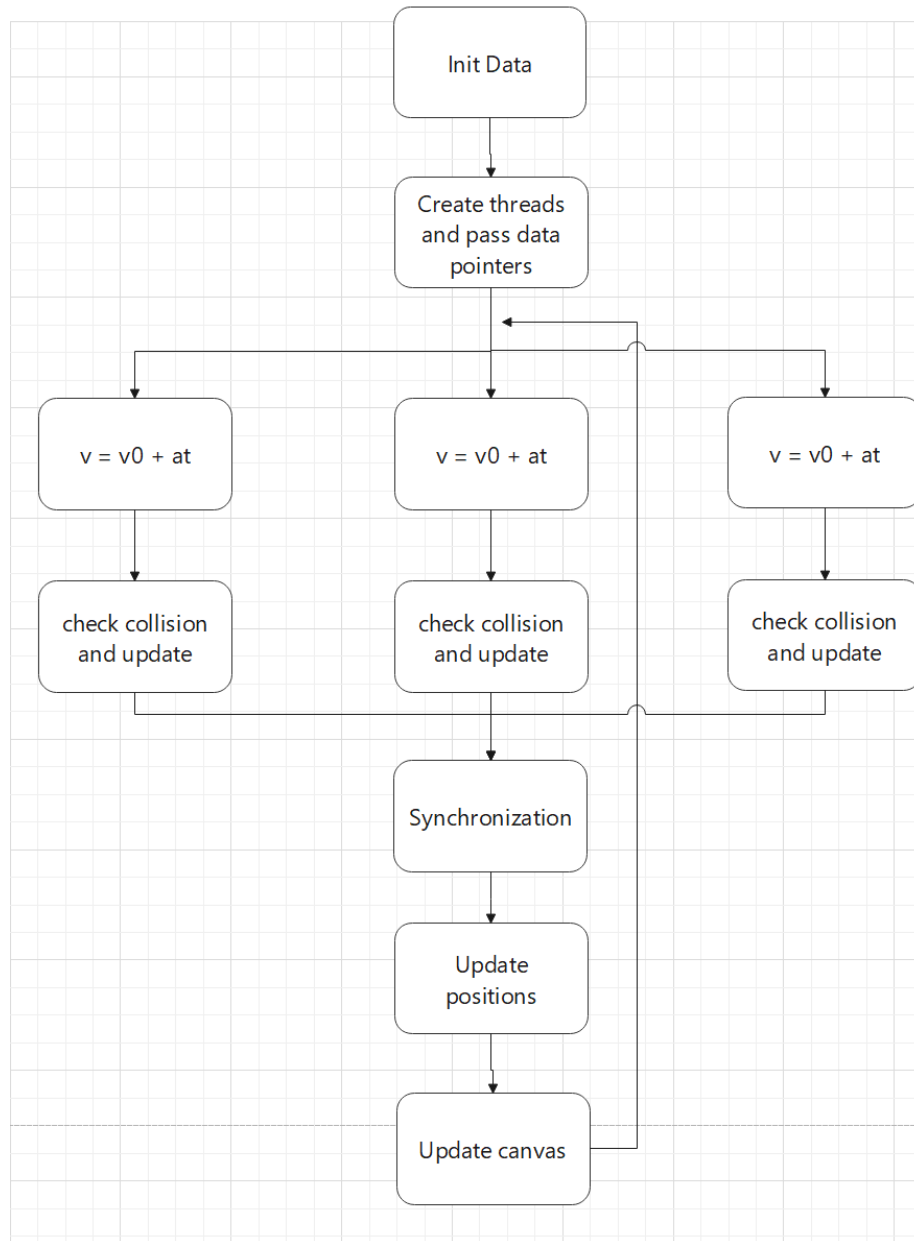 Init Data
Create threads
and pass data
pointers
v = v0 + at
v = v0 + at
v = v0 + at
check collision
and update
check collision
and update
check collision
and update
Synchronization
Update
positions
Update canvas